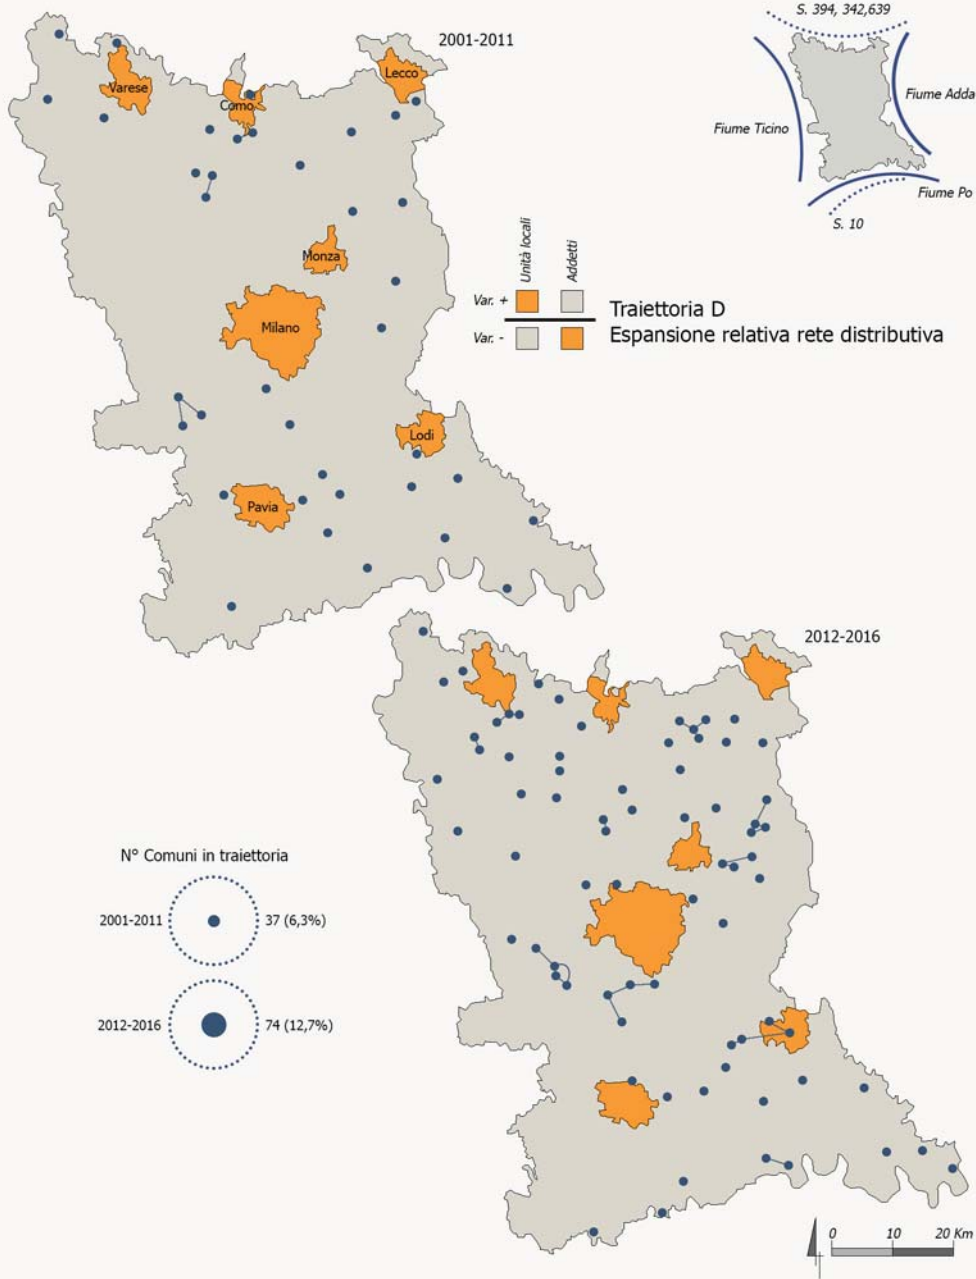 S. 394, 342,639
2001-2011
Fiume Adda
Fiume Ticino
Fiume Po
S. 10
Varese
Como
Lecco
Monza
Milano
Lodi
Pavia
Unità locali
Addetti
Var. +
Var. -
Traiettoria D
Espansione relativa rete distributiva
2012-2016
N° Comuni in traiettoria
2001-2011
37 (6,3%)
2012-2016
74 (12,7%)
0 10 20 Km